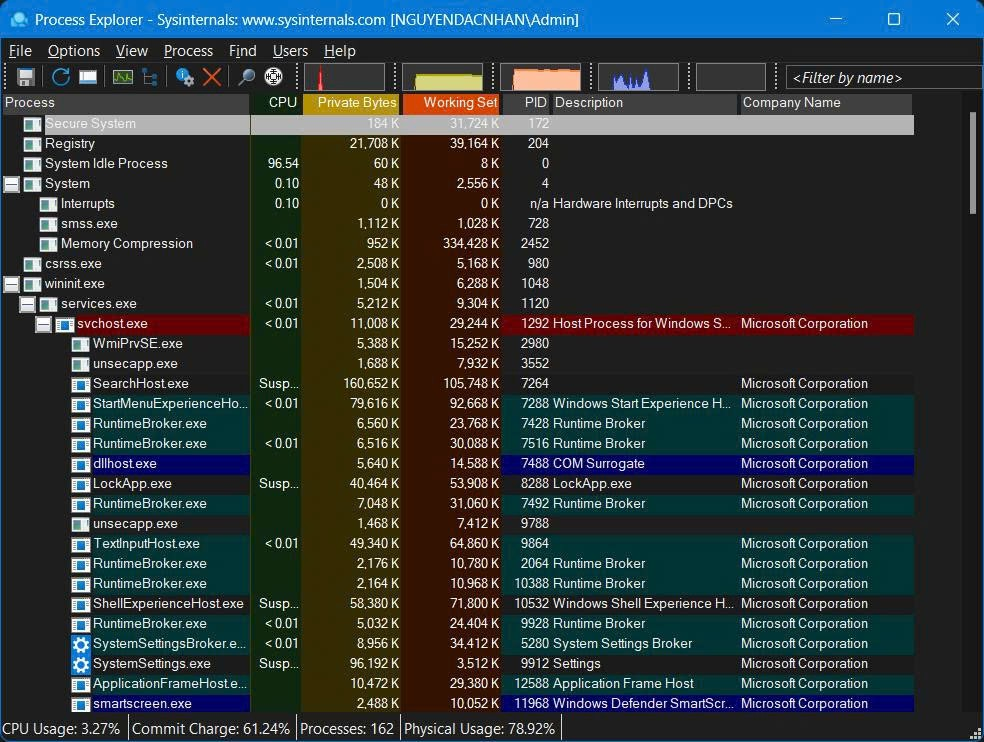 Process Explorer - Sysinternals: www.sysinternals.com [NGUYENDACNHAN\Admin]
File Options View Process Find Users Help
<Filter by name>
Process CPU Private Bytes Working Set PID Description Company Name
Secure System 184 K 31,724 K 172
Registry 21,708 K 39,164 K 204
System Idle Process 96.54 60 K 8 K 0
System 0.10 48 K 2,556 K 4
Interrupts 0.10 0 K 0 K n/a Hardware Interrupts and DPCs
smss.exe 1,112 K 1,028 K 728
Memory Compression < 0.01 952 K 334,428 K 2452
csrss.exe < 0.01 2,508 K 5,168 K 980
wininit.exe 1,504 K 6,288 K 1048
services.exe < 0.01 5,212 K 9,304 K 1120
svchost.exe < 0.01 11,008 K 29,244 K 1292 Host Process for Windows S... Microsoft Corporation
WmiPrvSE.exe 5,388 K 15,252 K 2980
unsecapp.exe 1,688 K 7,932 K 3552
SearchHost.exe Susp... 160,652 K 105,748 K 7264 Microsoft Corporation
StartMenuExperienceHo... < 0.01 79,616 K 92,668 K 7288 Windows Start Experience H... Microsoft Corporation
RuntimeBroker.exe 6,560 K 23,768 K 7428 Runtime Broker Microsoft Corporation
RuntimeBroker.exe < 0.01 6,516 K 30,088 K 7516 Runtime Broker Microsoft Corporation
dllhost.exe 5,640 K 14,588 K 7488 COM Surrogate Microsoft Corporation
LockApp.exe Susp... 40,464 K 53,908 K 8288 LockApp.exe Microsoft Corporation
RuntimeBroker.exe 7,048 K 31,060 K 7492 Runtime Broker Microsoft Corporation
unsecapp.exe 1,468 K 7,412 K 9788
TextInputHost.exe < 0.01 49,340 K 64,860 K 9864 Microsoft Corporation
RuntimeBroker.exe 2,176 K 10,780 K 2064 Runtime Broker Microsoft Corporation
RuntimeBroker.exe 2,164 K 10,968 K 10388 Runtime Broker Microsoft Corporation
ShellExperienceHost.exe Susp... 58,380 K 71,800 K 10532 Windows Shell Experience H... Microsoft Corporation
RuntimeBroker.exe < 0.01 5,032 K 24,404 K 9928 Runtime Broker Microsoft Corporation
SystemSettingsBroker.e... < 0.01 8,956 K 34,412 K 5280 System Settings Broker Microsoft Corporation
SystemSettings.exe Susp... 96,192 K 3,512 K 9912 Settings Microsoft Corporation
ApplicationFrameHost.e... 10,472 K 29,380 K 12588 Application Frame Host Microsoft Corporation
smartscreen.exe 2,488 K 10,052 K 11968 Windows Defender SmartScr... Microsoft Corporation
CPU Usage: 3.27% Commit Charge: 61.24% Processes: 162 Physical Usage: 78.92%